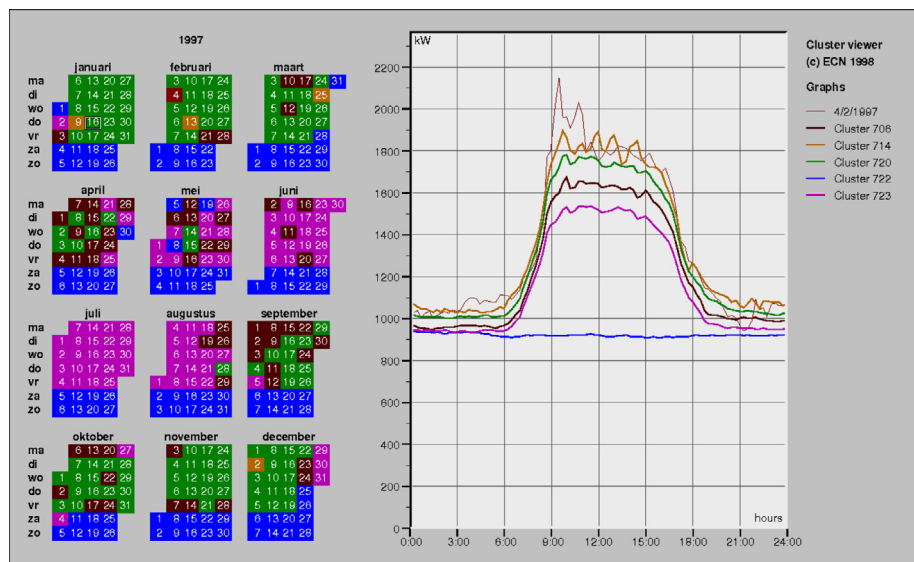 1997
januari februari maart
ma 6 13 20 27 3 10 17 24 3 10 17 24 31
di 7 14 21 28 4 11 18 25 4 11 18 25
wo 1 8 15 22 29 5 12 19 26 5 12 19 26
do 2 9 16 23 30 6 13 20 27 6 13 20 27
vr 3 10 17 24 31 7 14 21 28 7 14 21 28
za 4 11 18 25 1 8 15 22 1 8 15 22 29
zo 5 12 19 26 2 9 16 23 2 9 16 23 30
april mei juni
ma 7 14 21 28 5 12 19 26 2 9 16 23 30
di 1 8 15 22 29 6 13 20 27 3 10 17 24
wo 2 9 16 23 30 7 14 21 28 4 11 18 25
do 3 10 17 24 1 8 15 22 29 5 12 19 26
vr 4 11 18 25 2 9 16 23 30 6 13 20 27
za 5 12 19 26 3 10 17 24 31 7 14 21 28
zo 6 13 20 27 4 11 18 25 1 8 15 22 29
juli augustus september
ma 7 14 21 28 4 11 18 25 1 8 15 22 29
di 1 8 15 22 29 5 12 19 26 2 9 16 23 30
wo 2 9 16 23 30 6 13 20 27 3 10 17 24
do 3 10 17 24 31 7 14 21 28 4 11 18 25
vr 4 11 18 25 1 8 15 22 29 5 12 19 26
za 5 12 19 26 2 9 16 23 30 6 13 20 27
zo 6 13 20 27 3 10 17 24 31 7 14 21 28
oktober november december
ma 6 13 20 27 3 10 17 24 1 8 15 22 29
di 7 14 21 28 4 11 18 25 2 9 16 23 30
wo 1 8 15 22 29 5 12 19 26 3 10 17 24 31
do 2 9 16 23 30 6 13 20 27 4 11 18 25
vr 3 10 17 24 31 7 14 21 28 5 12 19 26
za 4 11 18 25 1 8 15 22 29 6 13 20 27
zo 5 12 19 26 2 9 16 23 30 7 14 21 28
kW
2200
2000
1800
1600
1400
1200
1000
800
600
400
200
0
hours
0:00 3:00 6:00 9:00 12:00 15:00 18:00 21:00 24:00
Cluster viewer
(c) ECN 1998
Graphs
4/2/1997
Cluster 706
Cluster 714
Cluster 720
Cluster 722
Cluster 723